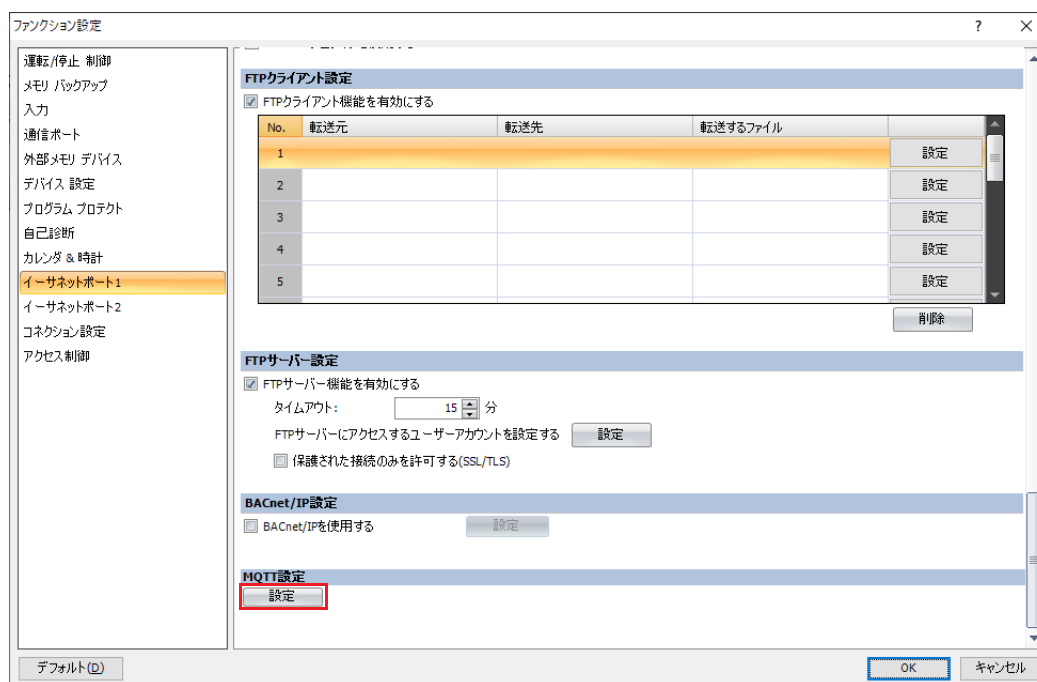 ファンクション設定
? ×
運転/停止 制御
メモリ バックアップ
入力
通信ポート
外部メモリ デバイス
デバイス 設定
プログラム プロテクト
自己診断
カレンダ & 時計
イーサネットポート1
イーサネットポート2
コネクション設定
アクセス制御
FTPクライアント設定
FTPクライアント機能を有効にする
No. 転送元 転送先 転送するファイル
1 設定
2 設定
3 設定
4 設定
5 設定
削除
FTPサーバー設定
FTPサーバー機能を有効にする
タイムアウト: 15 分
FTPサーバーにアクセスするユーザーアカウントを設定する 設定
保護された接続のみを許可する(SSL/TLS)
BACnet/IP設定
BACnet/IPを使用する 設定
MQTT設定
設定
デフォルト(D) OK キャンセル